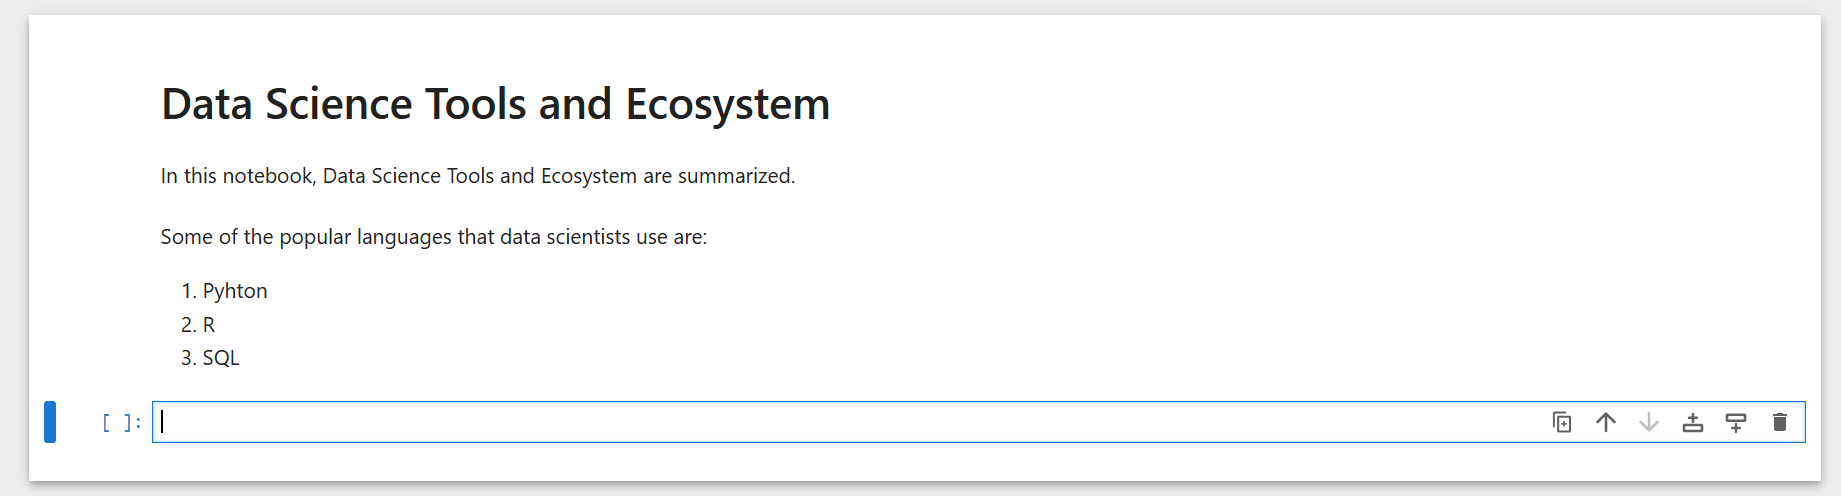 Data Science Tools and Ecosystem
In this notebook, Data Science Tools and Ecosystem are summarized.
Some of the popular languages that data scientists use are:
1. Pyhton
2. R
3. SQL
[ ]: